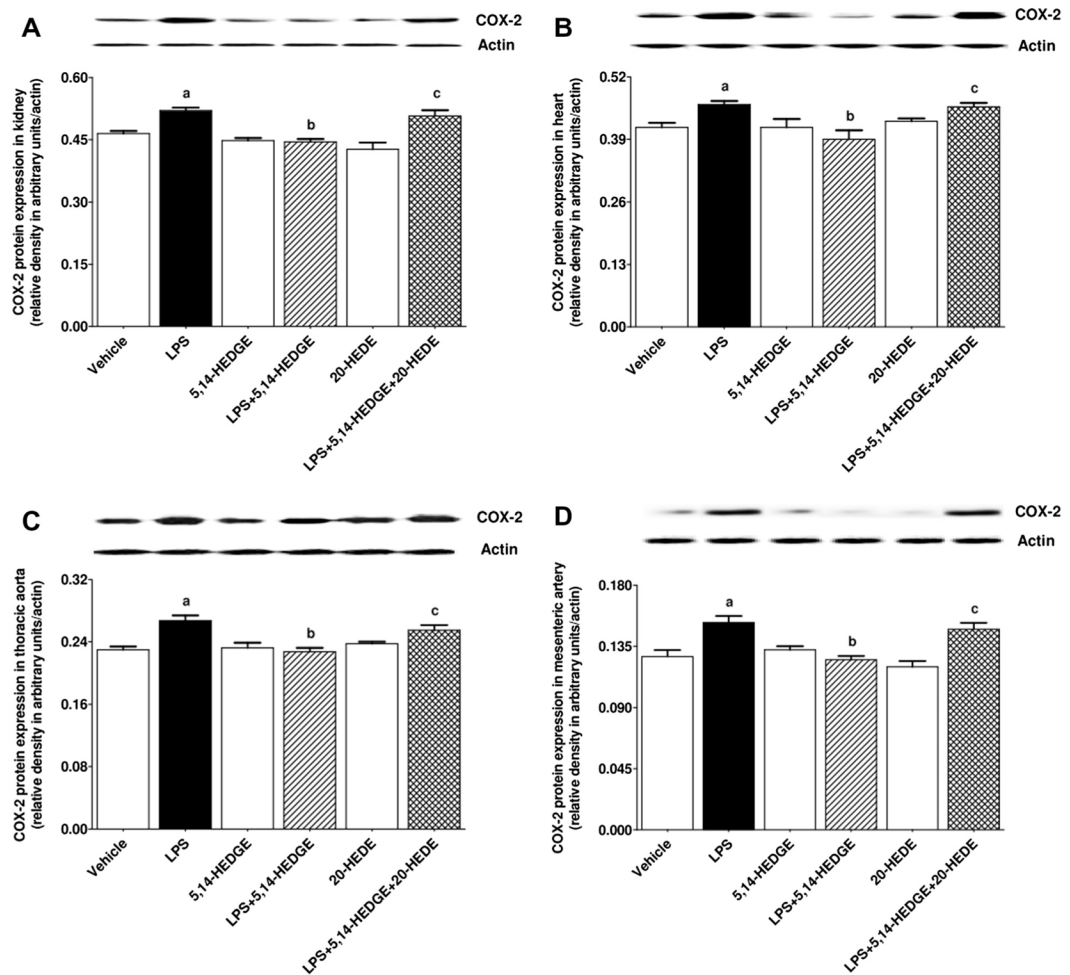 A
COX-2
Actin
COX-2 protein expression in kidney
(relative density in arbitrary units/actin)
0.60
0.45
0.30
0.15
0.00
a
b
c
Vehicle
LPS
5,14-HEDGE
LPS+5,14-HEDGE
20-HEDE
LPS+5,14-HEDGE+20-HEDE
B
COX-2
Actin
COX-2 protein expression in heart
(relative density in arbitrary units/actin)
0.52
0.39
0.26
0.13
0.00
a
b
c
Vehicle
LPS
5,14-HEDGE
LPS+5,14-HEDGE
20-HEDE
LPS+5,14-HEDGE+20-HEDE
C
COX-2
Actin
COX-2 protein expression in thoracic aorta
(relative density in arbitrary units/actin)
0.32
0.24
0.16
0.08
0.00
a
b
c
Vehicle
LPS
5,14-HEDGE
LPS+5,14-HEDGE
20-HEDE
LPS+5,14-HEDGE+20-HEDE
D
COX-2
Actin
COX-2 protein expression in mesenteric artery
(relative density in arbitrary units/actin)
0.180
0.135
0.090
0.045
0.000
a
b
c
Vehicle
LPS
5,14-HEDGE
LPS+5,14-HEDGE
20-HEDE
LPS+5,14-HEDGE+20-HEDE